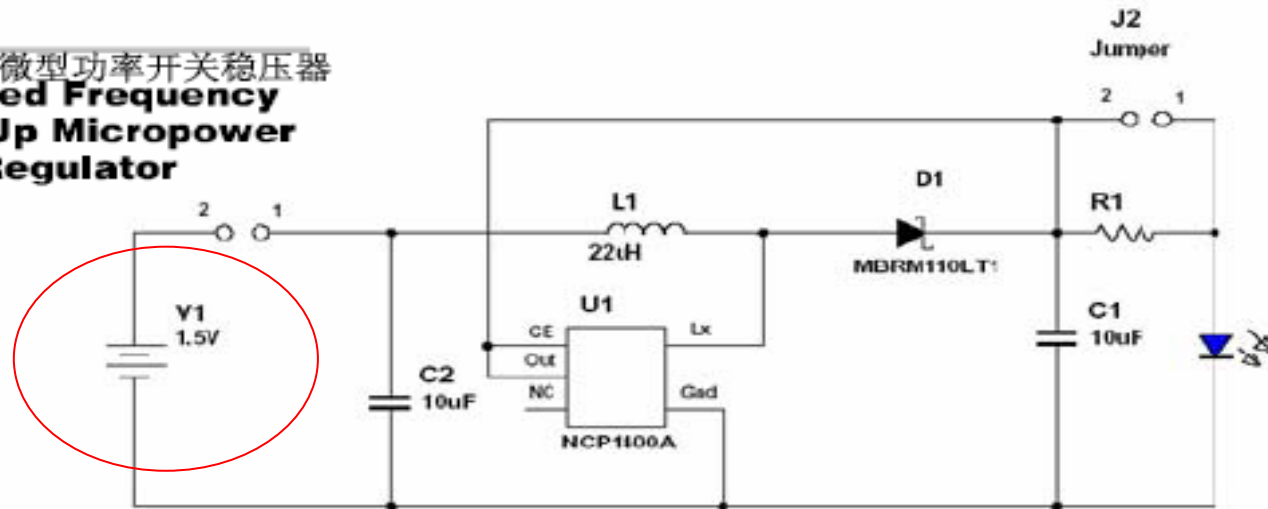 微型功率开关稳压器
ed Frequency
Up Micropower
Regulator
J2
Jumper
2 1
2 1
L1
22uH
D1
MBRM110LT1
R1
V1
1.5V
U1
CE
Out
NC
Lx
Gnd
NCP1400A
C2
10uF
C1
10uF